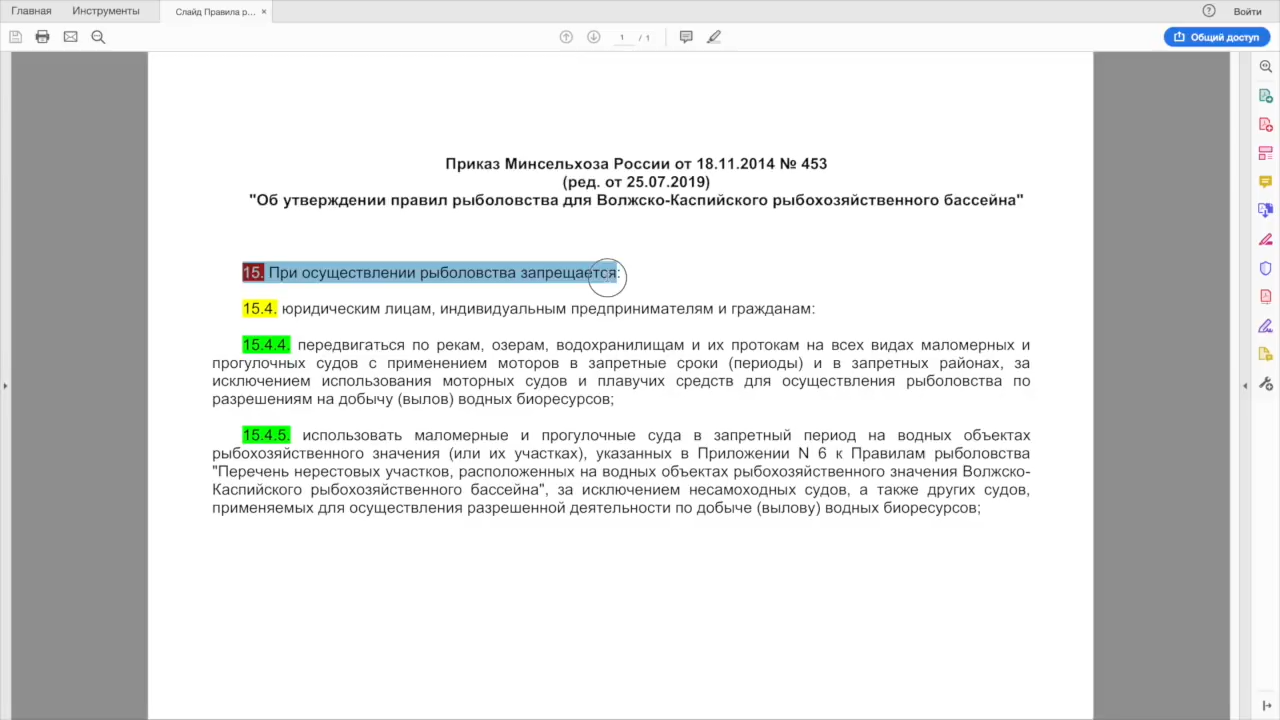 Главная Инструменты Слайд Правила р... × Войти
1 / 1 Общий доступ
Приказ Минсельхоза России от 18.11.2014 № 453
(ред. от 25.07.2019)
"Об утверждении правил рыболовства для Волжско-Каспийского рыбохозяйственного бассейна"
15. При осуществлении рыболовства запрещается:
15.4. юридическим лицам, индивидуальным предпринимателям и гражданам:
15.4.4. передвигаться по рекам, озерам, водохранилищам и их протокам на всех видах маломерных и
прогулочных судов с применением моторов в запретные сроки (периоды) и в запретных районах, за
исключением использования моторных судов и плавучих средств для осуществления рыболовства по
разрешениям на добычу (вылов) водных биоресурсов;
15.4.5. использовать маломерные и прогулочные суда в запретный период на водных объектах
рыбохозяйственного значения (или их участках), указанных в Приложении N 6 к Правилам рыболовства
"Перечень нерестовых участков, расположенных на водных объектах рыбохозяйственного значения Волжско-
Каспийского рыбохозяйственного бассейна", за исключением несамоходных судов, а также других судов,
применяемых для осуществления разрешенной деятельности по добыче (вылову) водных биоресурсов;